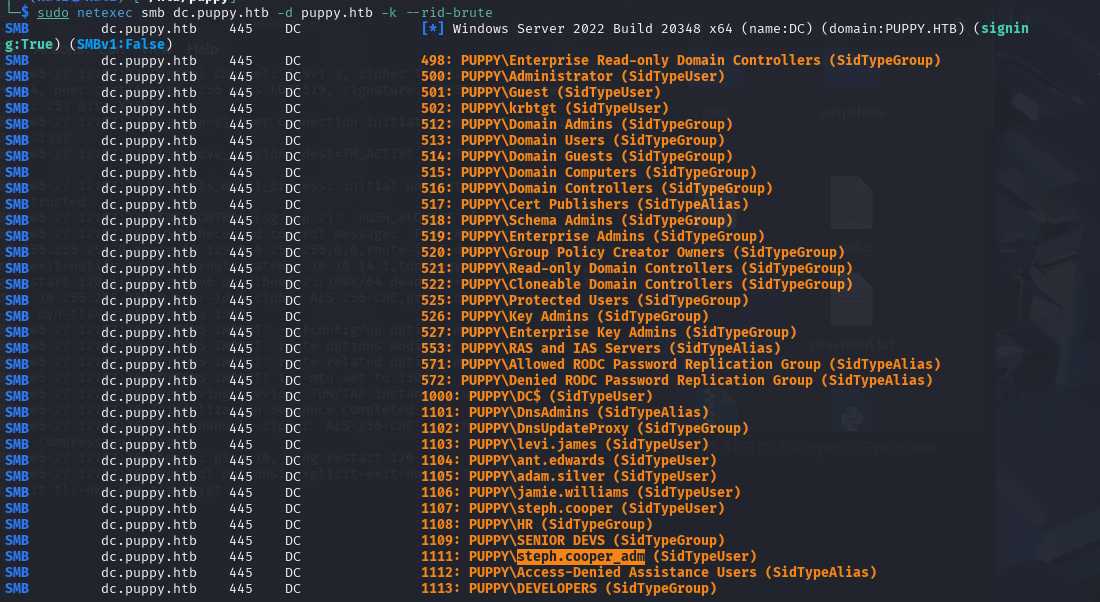 └─$ sudo netexec smb dc.puppy.htb -d puppy.htb -k --rid-brute
SMB dc.puppy.htb 445 DC [*] Windows Server 2022 Build 20348 x64 (name:DC) (domain:PUPPY.HTB) (signin
g:True) (SMBv1:False)
SMB dc.puppy.htb 445 DC 498: PUPPY\Enterprise Read-only Domain Controllers (SidTypeGroup)
SMB dc.puppy.htb 445 DC 500: PUPPY\Administrator (SidTypeUser)
SMB dc.puppy.htb 445 DC 501: PUPPY\Guest (SidTypeUser)
SMB dc.puppy.htb 445 DC 502: PUPPY\krbtgt (SidTypeUser)
SMB dc.puppy.htb 445 DC 512: PUPPY\Domain Admins (SidTypeGroup)
SMB dc.puppy.htb 445 DC 513: PUPPY\Domain Users (SidTypeGroup)
SMB dc.puppy.htb 445 DC 514: PUPPY\Domain Guests (SidTypeGroup)
SMB dc.puppy.htb 445 DC 515: PUPPY\Domain Computers (SidTypeGroup)
SMB dc.puppy.htb 445 DC 516: PUPPY\Domain Controllers (SidTypeGroup)
SMB dc.puppy.htb 445 DC 517: PUPPY\Cert Publishers (SidTypeAlias)
SMB dc.puppy.htb 445 DC 518: PUPPY\Schema Admins (SidTypeGroup)
SMB dc.puppy.htb 445 DC 519: PUPPY\Enterprise Admins (SidTypeGroup)
SMB dc.puppy.htb 445 DC 520: PUPPY\Group Policy Creator Owners (SidTypeGroup)
SMB dc.puppy.htb 445 DC 521: PUPPY\Read-only Domain Controllers (SidTypeGroup)
SMB dc.puppy.htb 445 DC 522: PUPPY\Cloneable Domain Controllers (SidTypeGroup)
SMB dc.puppy.htb 445 DC 525: PUPPY\Protected Users (SidTypeGroup)
SMB dc.puppy.htb 445 DC 526: PUPPY\Key Admins (SidTypeGroup)
SMB dc.puppy.htb 445 DC 527: PUPPY\Enterprise Key Admins (SidTypeGroup)
SMB dc.puppy.htb 445 DC 553: PUPPY\RAS and IAS Servers (SidTypeAlias)
SMB dc.puppy.htb 445 DC 571: PUPPY\Allowed RODC Password Replication Group (SidTypeAlias)
SMB dc.puppy.htb 445 DC 572: PUPPY\Denied RODC Password Replication Group (SidTypeAlias)
SMB dc.puppy.htb 445 DC 1000: PUPPY\DC$ (SidTypeUser)
SMB dc.puppy.htb 445 DC 1101: PUPPY\DnsAdmins (SidTypeAlias)
SMB dc.puppy.htb 445 DC 1102: PUPPY\DnsUpdateProxy (SidTypeGroup)
SMB dc.puppy.htb 445 DC 1103: PUPPY\levi.james (SidTypeUser)
SMB dc.puppy.htb 445 DC 1104: PUPPY\ant.edwards (SidTypeUser)
SMB dc.puppy.htb 445 DC 1105: PUPPY\adam.silver (SidTypeUser)
SMB dc.puppy.htb 445 DC 1106: PUPPY\jamie.williams (SidTypeUser)
SMB dc.puppy.htb 445 DC 1107: PUPPY\steph.cooper (SidTypeUser)
SMB dc.puppy.htb 445 DC 1108: PUPPY\HR (SidTypeGroup)
SMB dc.puppy.htb 445 DC 1109: PUPPY\SENIOR DEVS (SidTypeGroup)
SMB dc.puppy.htb 445 DC 1111: PUPPY\steph.cooper_adm (SidTypeUser)
SMB dc.puppy.htb 445 DC 1112: PUPPY\Access-Denied Assistance Users (SidTypeAlias)
SMB dc.puppy.htb 445 DC 1113: PUPPY\DEVELOPERS (SidTypeGroup)
Help
snapshots
password.txt